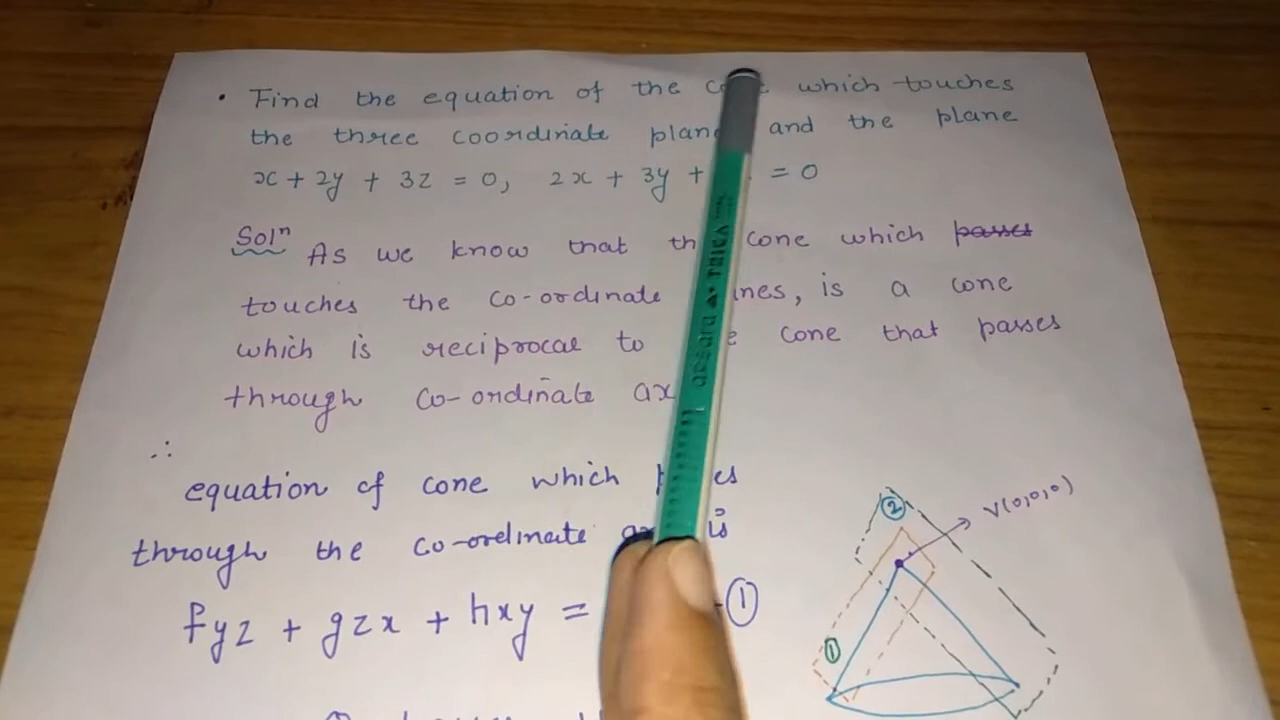 • Find the equation of the which touches
the three coordinate and the plane
x + 2y + 3z = 0, 2x + 3y + = 0
Solⁿ As we know that cone which passes
touches the co-ordinate , is a cone
which is reciprocal to cone that passes
through co-ordinate
∴
equation of cone which
through the co-ordinate is
fyz + gzx + hxy = ①
② V(0,0,0)
①